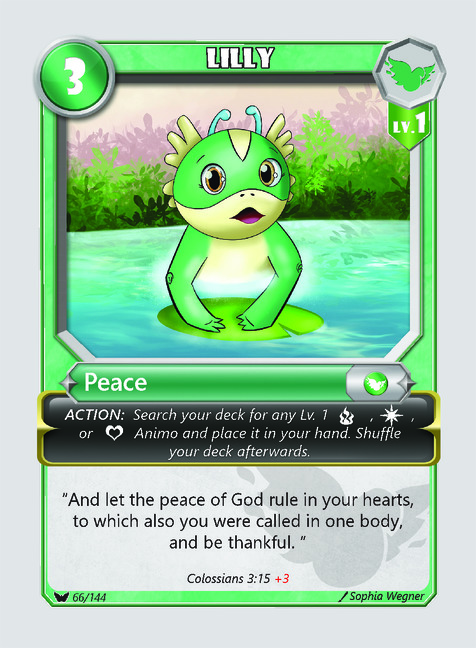 LILLY
3
LV.1
Peace
ACTION: Search your deck for any Lv. 1 , ,
or Animo and place it in your hand. Shuffle
your deck afterwards.
"And let the peace of God rule in your hearts,
to which also you were called in one body,
and be thankful. "
Colossians 3:15 +3
66/144
Sophia Wegner